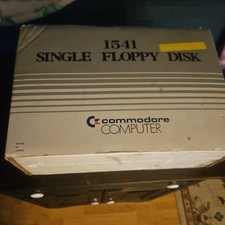 1541
SINGLE FLOPPY DISK
commodore
COMPUTER